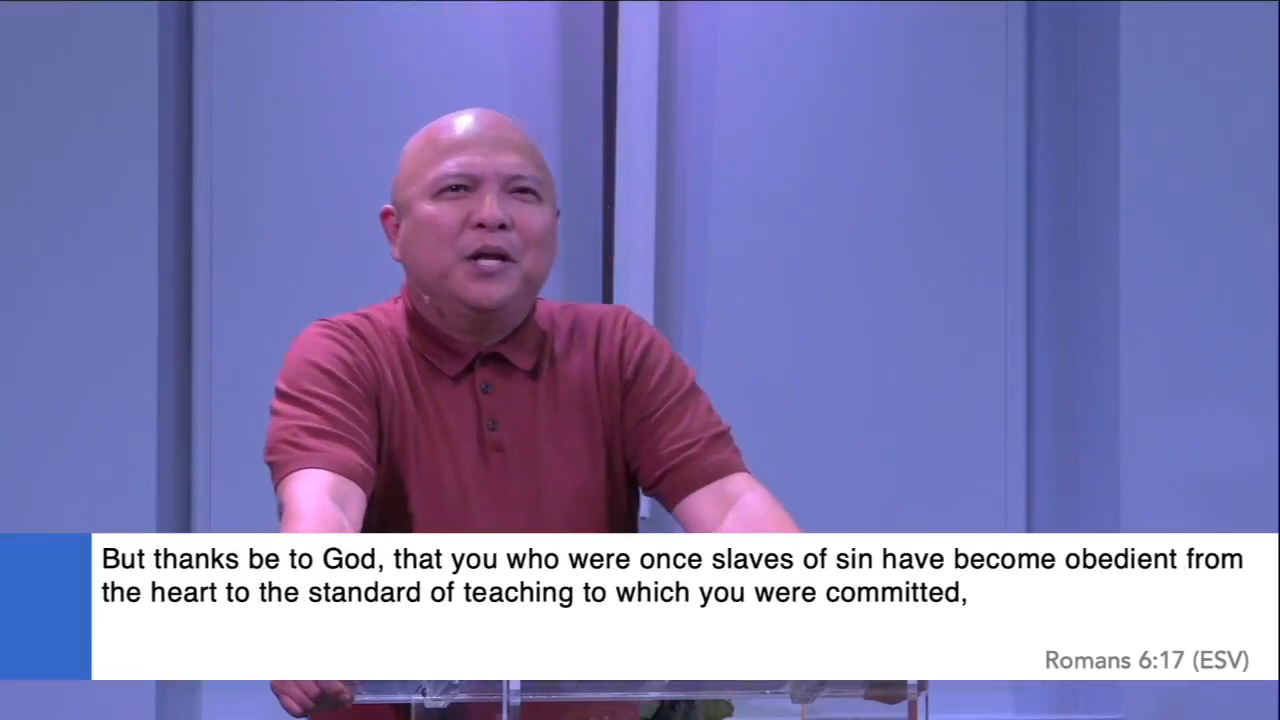 But thanks be to God, that you who were once slaves of sin have become obedient from
the heart to the standard of teaching to which you were committed,
Romans 6:17 (ESV)